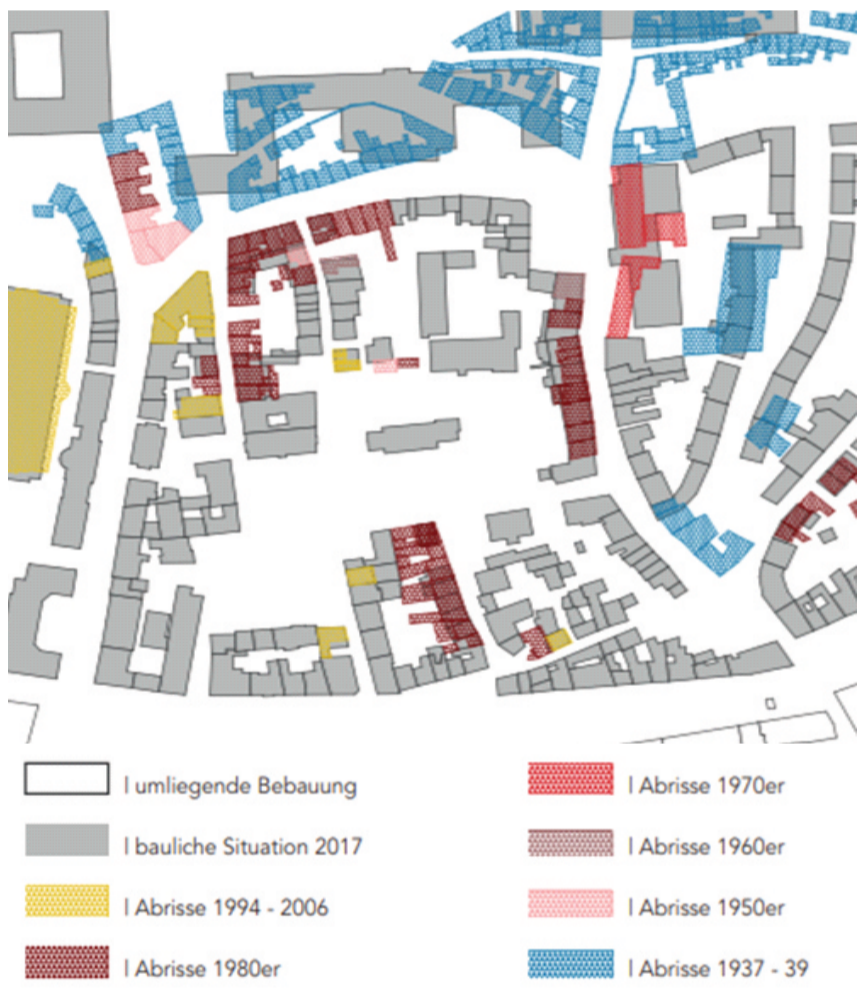 | umliegende Bebauung
| bauliche Situation 2017
| Abrisse 1994 - 2006
| Abrisse 1980er
| Abrisse 1970er
| Abrisse 1960er
| Abrisse 1950er
| Abrisse 1937 - 39